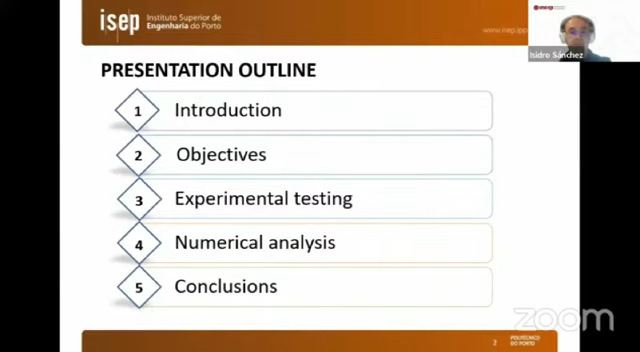 isep Instituto Superior de
Engenharia do Porto
www.isep.ipp
Isidro Sánchez
PRESENTATION OUTLINE
1 Introduction
2 Objectives
3 Experimental testing
4 Numerical analysis
5 Conclusions
zoom
2 POLITÉCNICO
DO PORTO